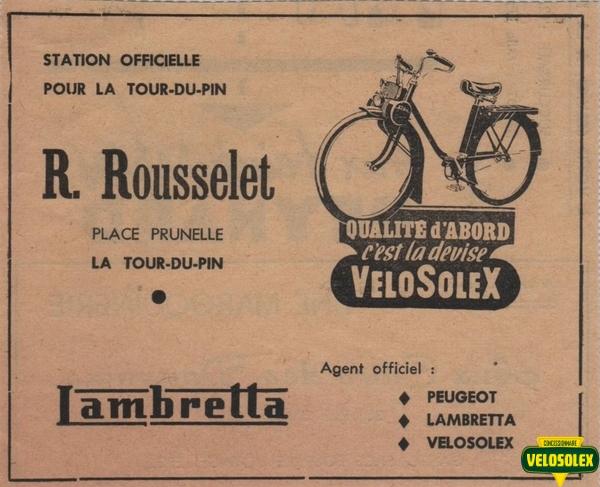 STATION OFFICIELLE
POUR LA TOUR-DU-PIN
R. Rousselet
PLACE PRUNELLE
LA TOUR-DU-PIN
QUALITÉ d'ABORD
c'est la devise
VELOSOLEX
Lambretta
Agent officiel :
♦ PEUGEOT
♦ LAMBRETTA
♦ VELOSOLEX
CONCESSIONNAIRE
VELOSOLEX